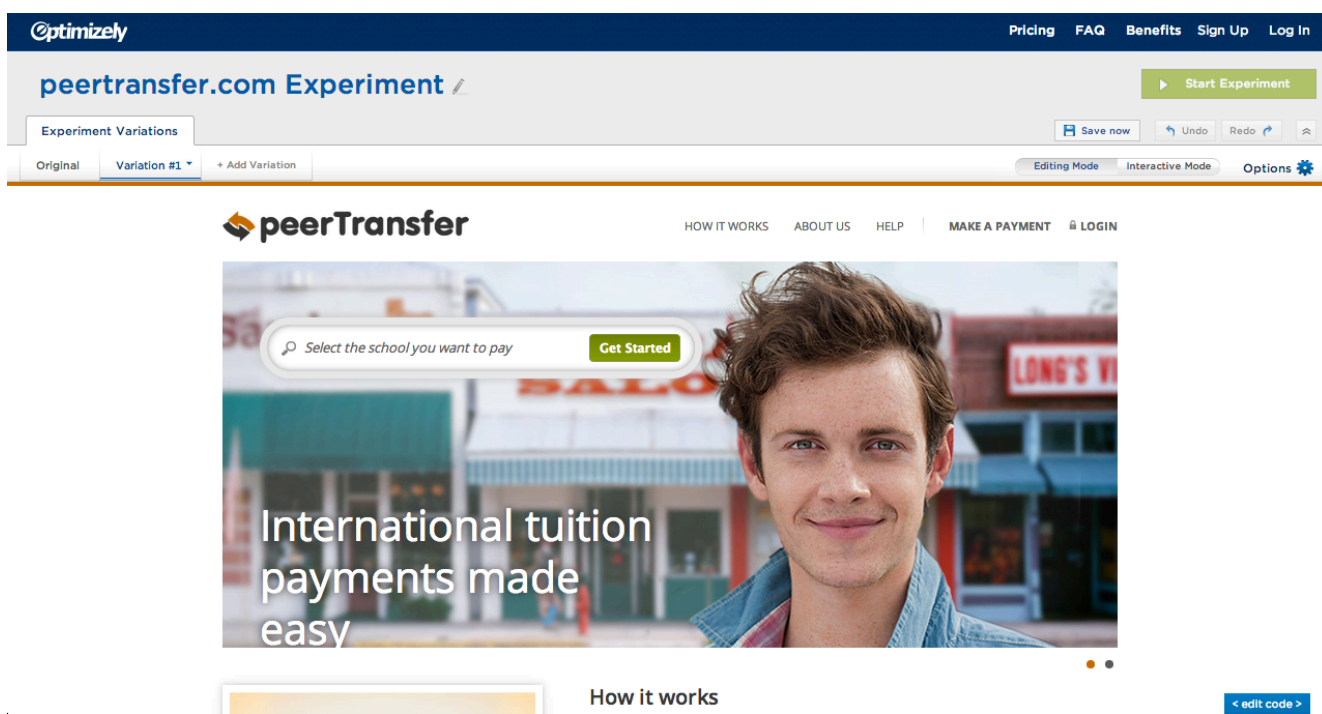 Optimizely
Pricing FAQ Benefits Sign Up Log In
peertransfer.com Experiment
Start Experiment
Experiment Variations
Save now Undo Redo
Original Variation #1 + Add Variation
Editing Mode Interactive Mode Options
peerTransfer
HOW IT WORKS ABOUT US HELP MAKE A PAYMENT LOGIN
Select the school you want to pay Get Started
LONG'S VI
International tuition
payments made
easy
How it works
< edit code >